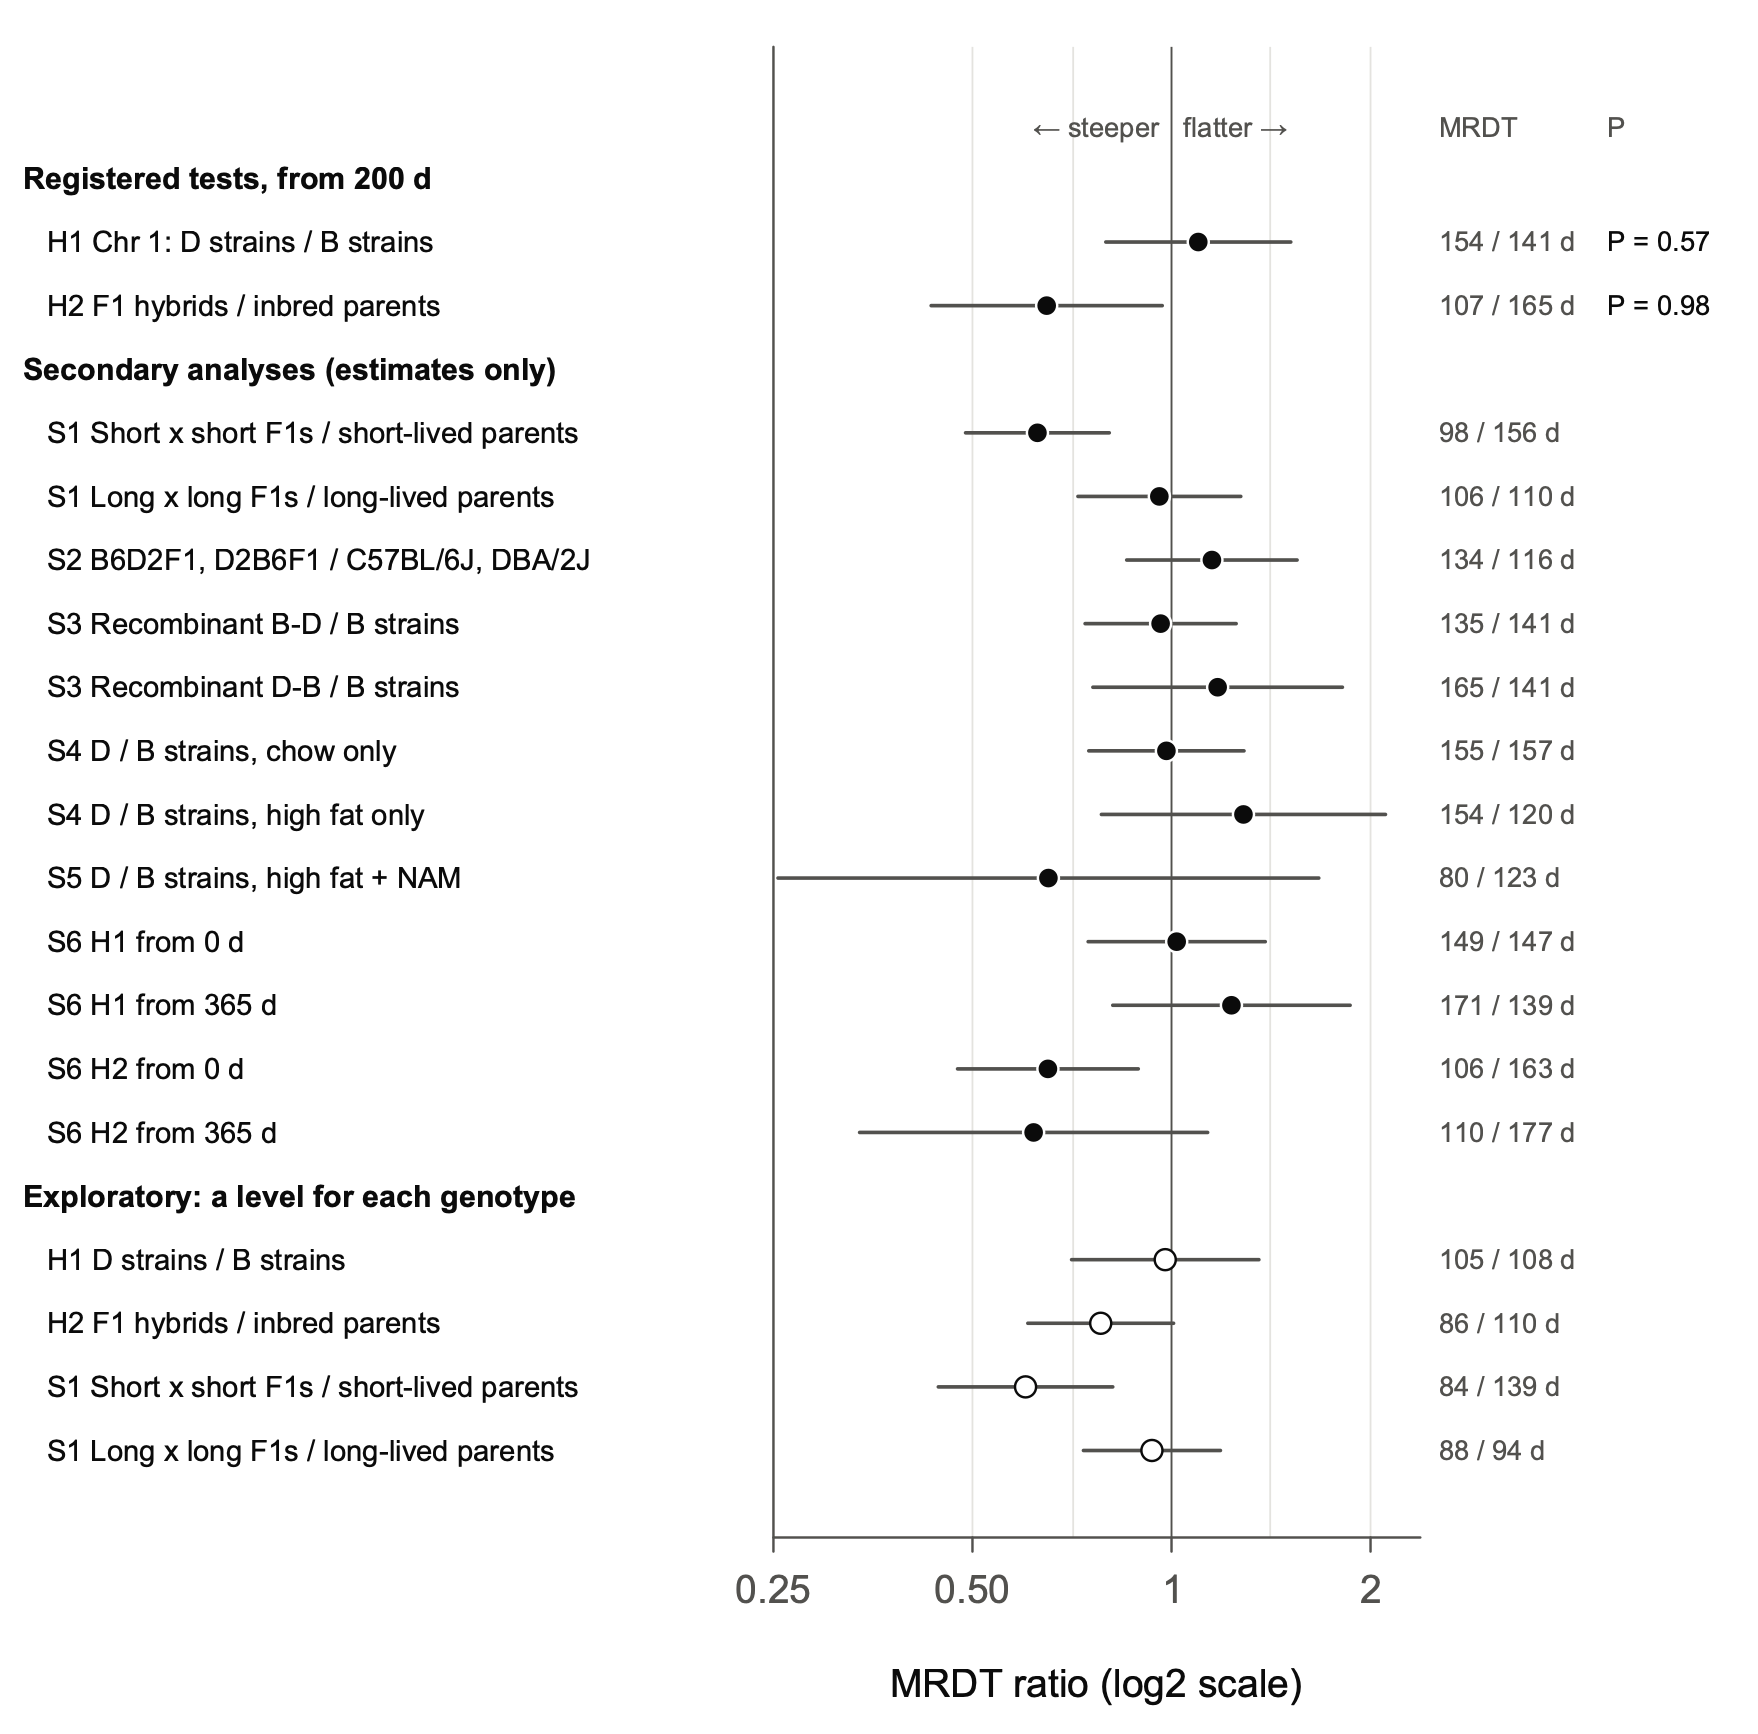 ← steeper flatter → MRDT P
Registered tests, from 200 d
H1 Chr 1: D strains / B strains 154 / 141 d P = 0.57
H2 F1 hybrids / inbred parents 107 / 165 d P = 0.98
Secondary analyses (estimates only)
S1 Short x short F1s / short-lived parents 98 / 156 d
S1 Long x long F1s / long-lived parents 106 / 110 d
S2 B6D2F1, D2B6F1 / C57BL/6J, DBA/2J 134 / 116 d
S3 Recombinant B-D / B strains 135 / 141 d
S3 Recombinant D-B / B strains 165 / 141 d
S4 D / B strains, chow only 155 / 157 d
S4 D / B strains, high fat only 154 / 120 d
S5 D / B strains, high fat + NAM 80 / 123 d
S6 H1 from 0 d 149 / 147 d
S6 H1 from 365 d 171 / 139 d
S6 H2 from 0 d 106 / 163 d
S6 H2 from 365 d 110 / 177 d
Exploratory: a level for each genotype
H1 D strains / B strains 105 / 108 d
H2 F1 hybrids / inbred parents 86 / 110 d
S1 Short x short F1s / short-lived parents 84 / 139 d
S1 Long x long F1s / long-lived parents 88 / 94 d
0.25 0.50 1 2
MRDT ratio (log2 scale)